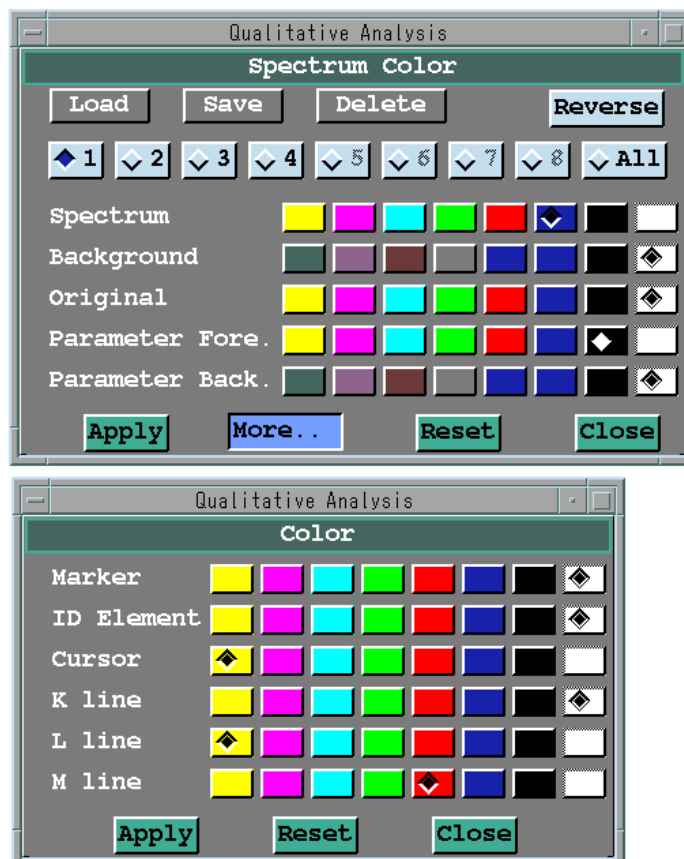 Qualitative Analysis
Spectrum Color
Load Save Delete Reverse
1 2 3 4 5 6 7 8 All
Spectrum
Background
Original
Parameter Fore.
Parameter Back.
Apply More.. Reset Close
Qualitative Analysis
Color
Marker
ID Element
Cursor
K line
L line
M line
Apply Reset Close